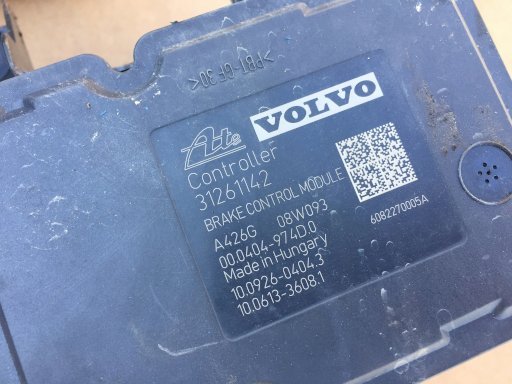 >PBT-GF30<
Ate VOLVO
Controller
31261142
BRAKE CONTROL MODULE
A426G 08W093
00.0404-974D.0
Made in Hungary
10.0926-0404.3
10.0613-3608.1
6082270005A